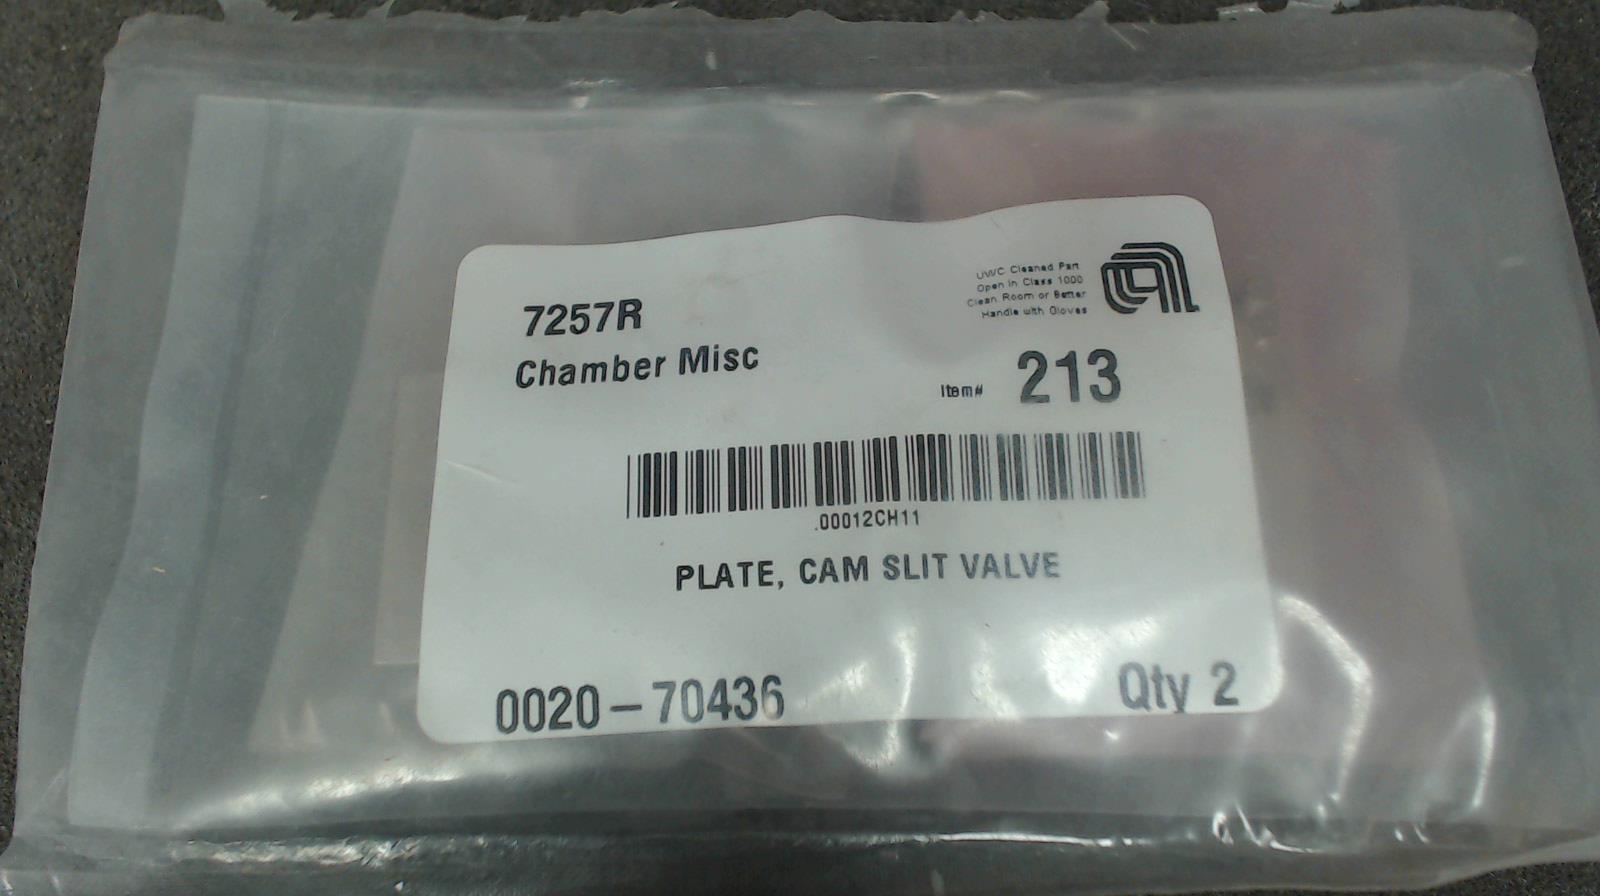 7257R
Chamber Misc
UWC Cleaned Part
Open in Class 1000
Clean Room or Better
Handle with Gloves
Item# 213
.00012CH11
PLATE, CAM SLIT VALVE
0020-70436
Qty 2